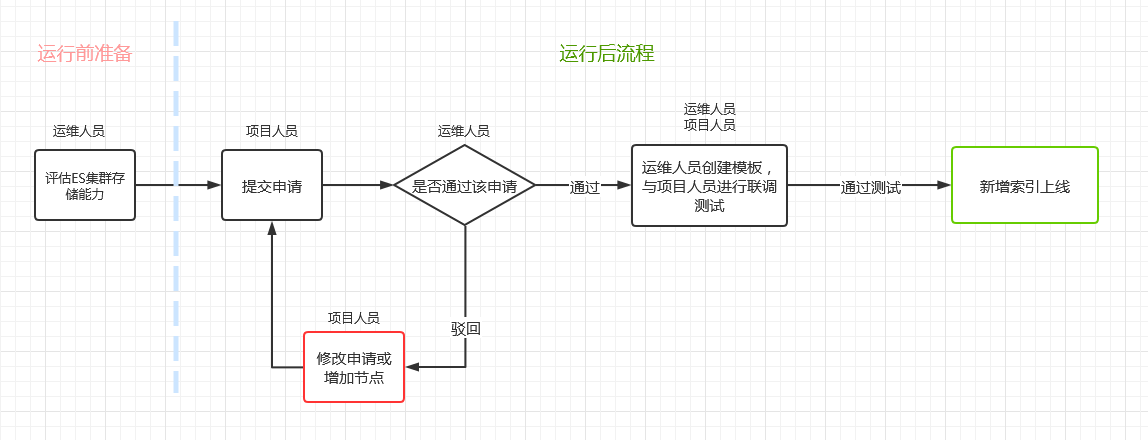 运行前准备
运行后流程
运维人员
评估ES集群存
储能力
项目人员
提交申请
运维人员
是否通过该申请
通过
运维人员
项目人员
运维人员创建模板，
与项目人员进行联调
测试
通过测试
新增索引上线
驳回
项目人员
修改申请或
增加节点